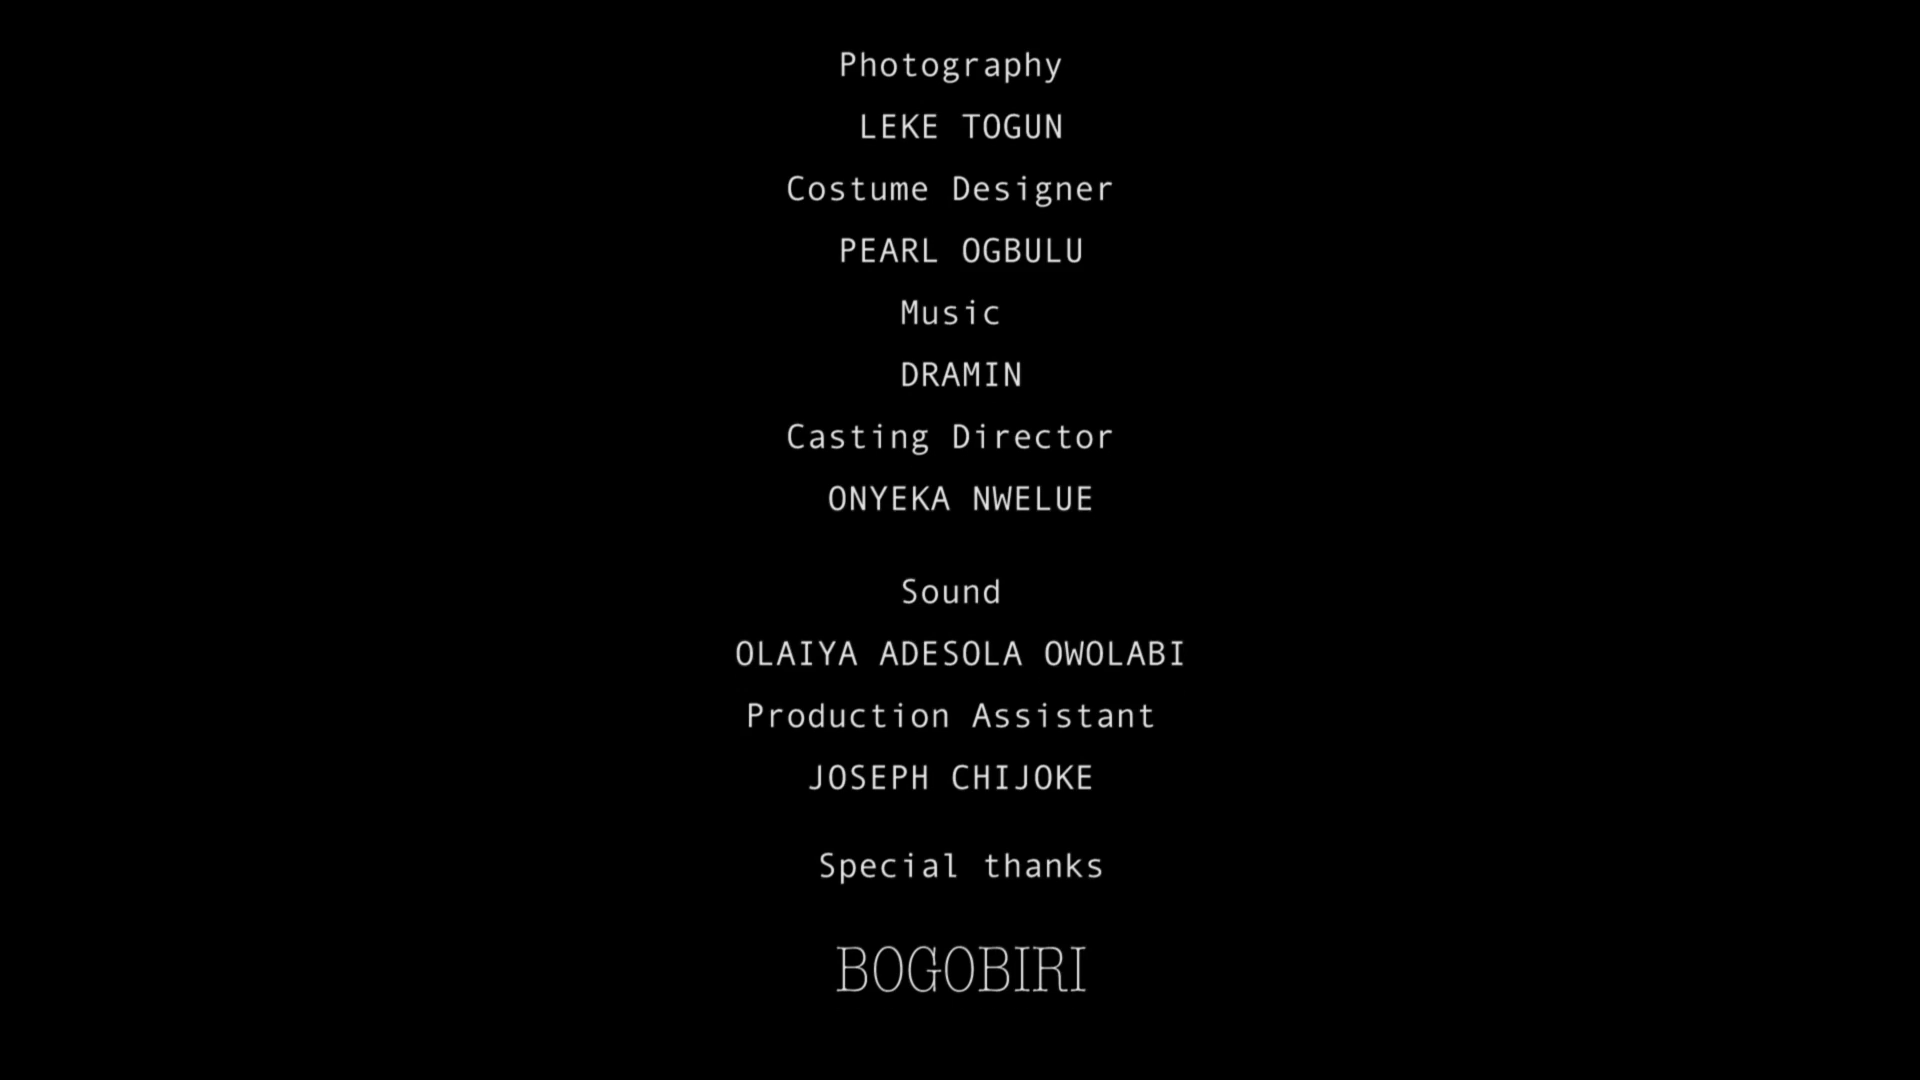 Photography
LEKE TOGUN
Costume Designer
PEARL OGBULU
Music
DRAMIN
Casting Director
ONYEKA NWELUE
Sound
OLAIYA ADESOLA OWOLABI
Production Assistant
JOSEPH CHIJOKE
Special thanks
BOGOBIRI